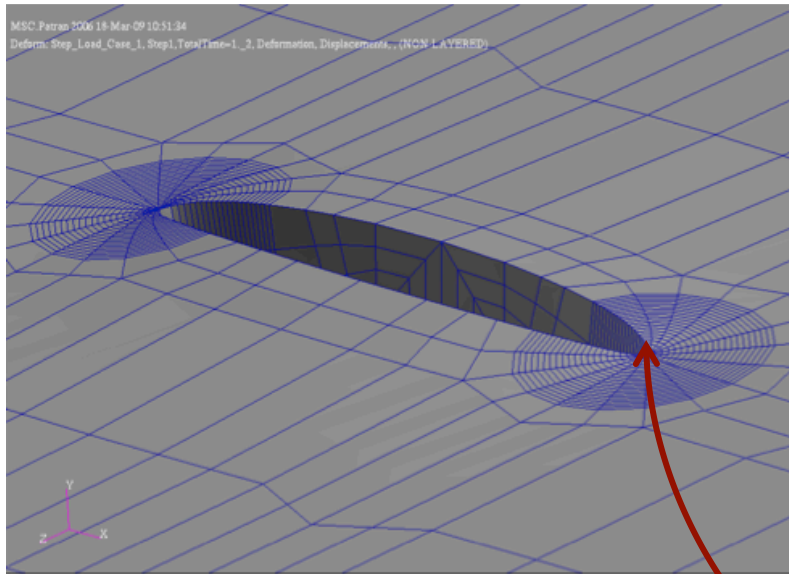 MSC.Patran 2006 18-Mar-09 10:51:34
Deform: Step_Load_Case_1, Step1,TotalTime=1._2, Deformation, Displacements, , (NON-LAYERED)
Y
Z
X